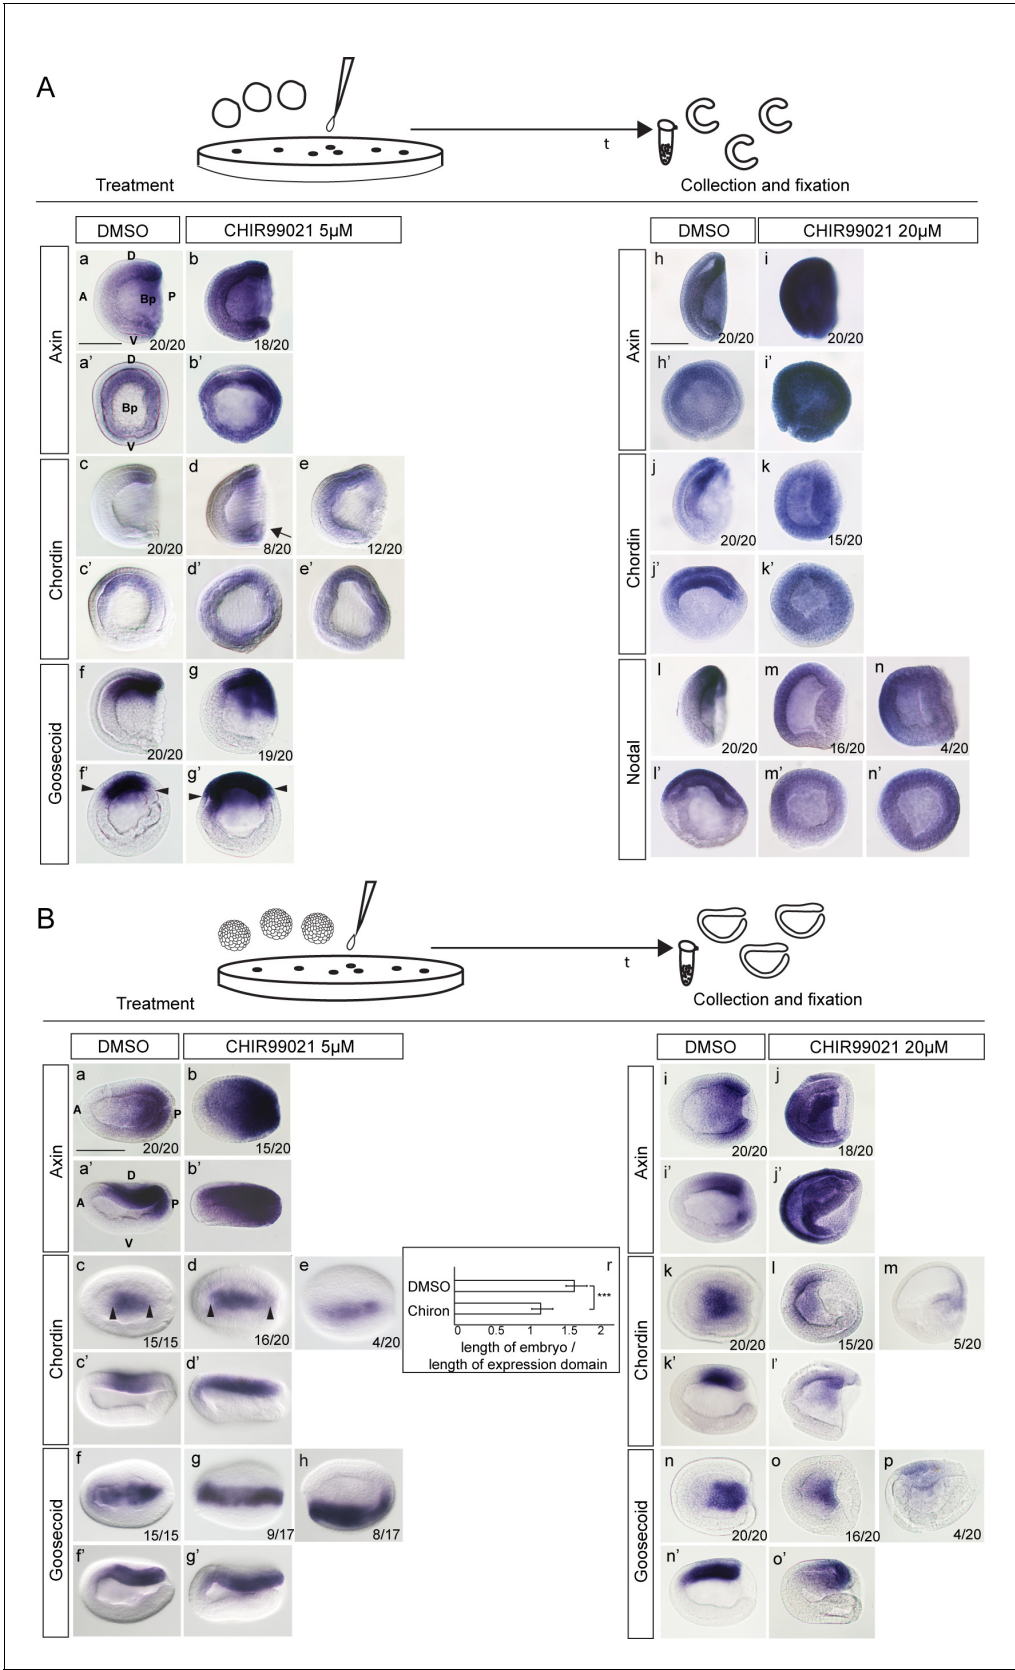 A
t
Treatment
Collection and fixation
DMSO
CHIR99021 5µM
DMSO
CHIR99021 20µM
Axin
a
D
A
Bp
P
V
20/20
b
18/20
a'
D
Bp
V
b'
Chordin
c
20/20
d
8/20
e
12/20
c'
d'
e'
Goosecoid
f
20/20
g
19/20
f'
g'
Axin
h
20/20
i
20/20
h'
i'
Chordin
j
20/20
k
15/20
j'
k'
Nodal
l
20/20
m
16/20
n
4/20
l'
m'
n'
B
t
Treatment
Collection and fixation
DMSO
CHIR99021 5µM
DMSO
CHIR99021 20µM
Axin
a
A
P
20/20
b
15/20
a'
D
A
P
V
b'
Chordin
c
15/15
d
16/20
e
4/20
c'
d'
r
DMSO
Chiron
***
0 0.5 1 1.5 2
length of embryo /
length of expression domain
Goosecoid
f
15/15
g
9/17
h
8/17
f'
g'
Axin
i
20/20
j
18/20
i'
j'
Chordin
k
20/20
l
15/20
m
5/20
k'
l'
Goosecoid
n
20/20
o
16/20
p
4/20
n'
o'